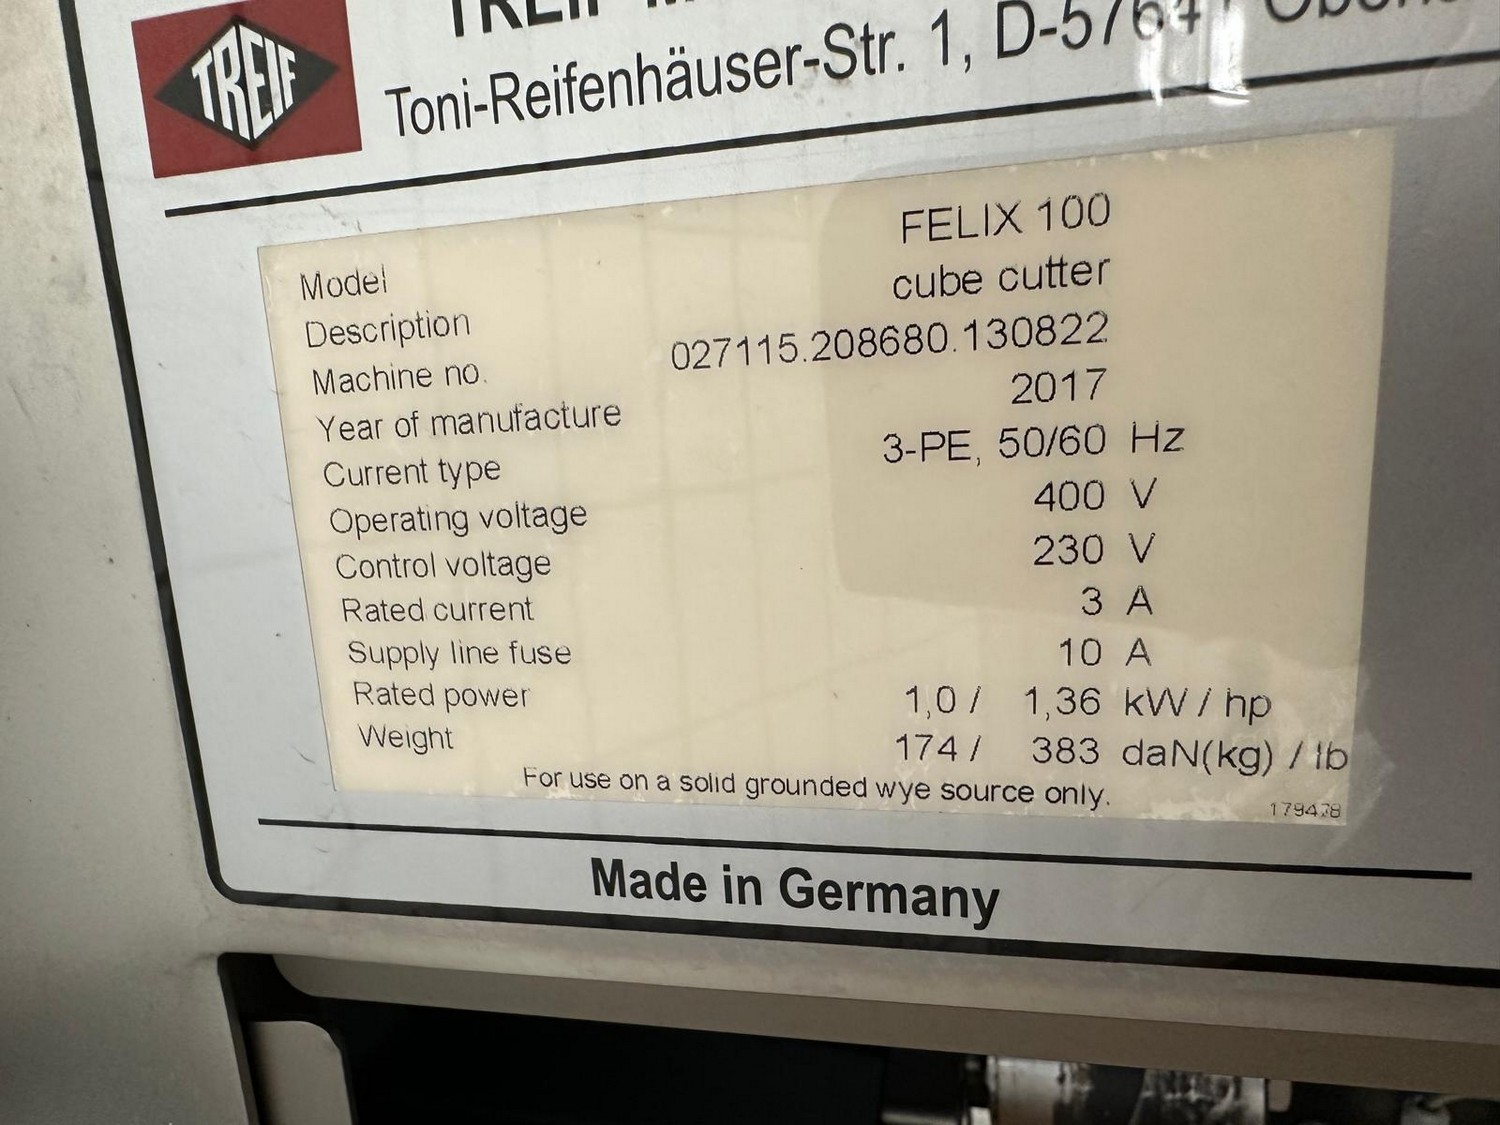 TREIF
TREIF
Toni-Reifenhäuser-Str. 1, D-57641
Model FELIX 100
Description cube cutter
Machine no. 027115.208680.130822
Year of manufacture 2017
Current type 3-PE, 50/60 Hz
Operating voltage 400 V
Control voltage 230 V
Rated current 3 A
Supply line fuse 10 A
Rated power 1,0 / 1,36 kW / hp
Weight 174 / 383 daN(kg) / lb
For use on a solid grounded wye source only.
179478
Made in Germany